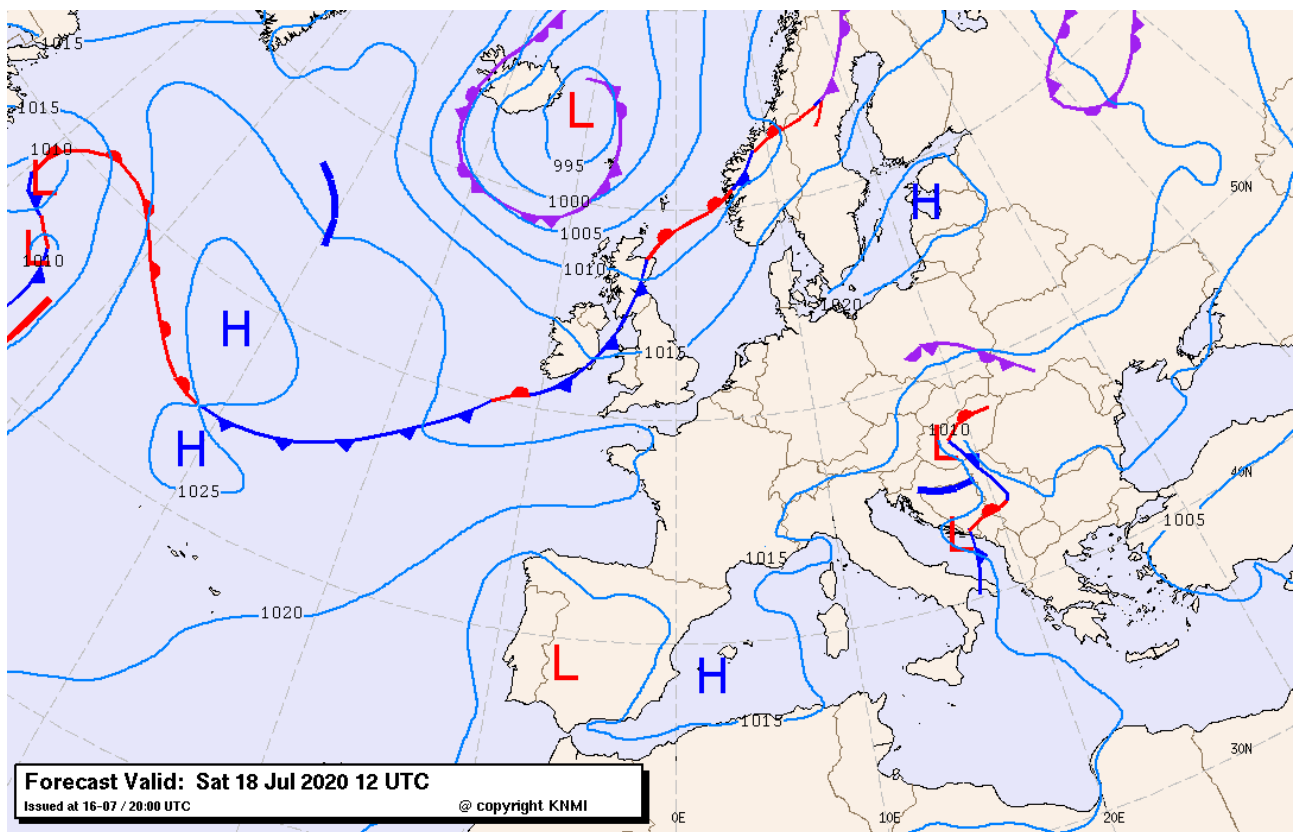 1015
1015
1010
L
L
1010
H
H
1025
1020
L
995
1000
1005
1010
1015
H
1020
50N
L
1010
L
40N
1005
1015
L
H
1015
30N
0E
10E
20E
Forecast Valid: Sat 18 Jul 2020 12 UTC
Issued at 16-07 / 20:00 UTC @ copyright KNMI